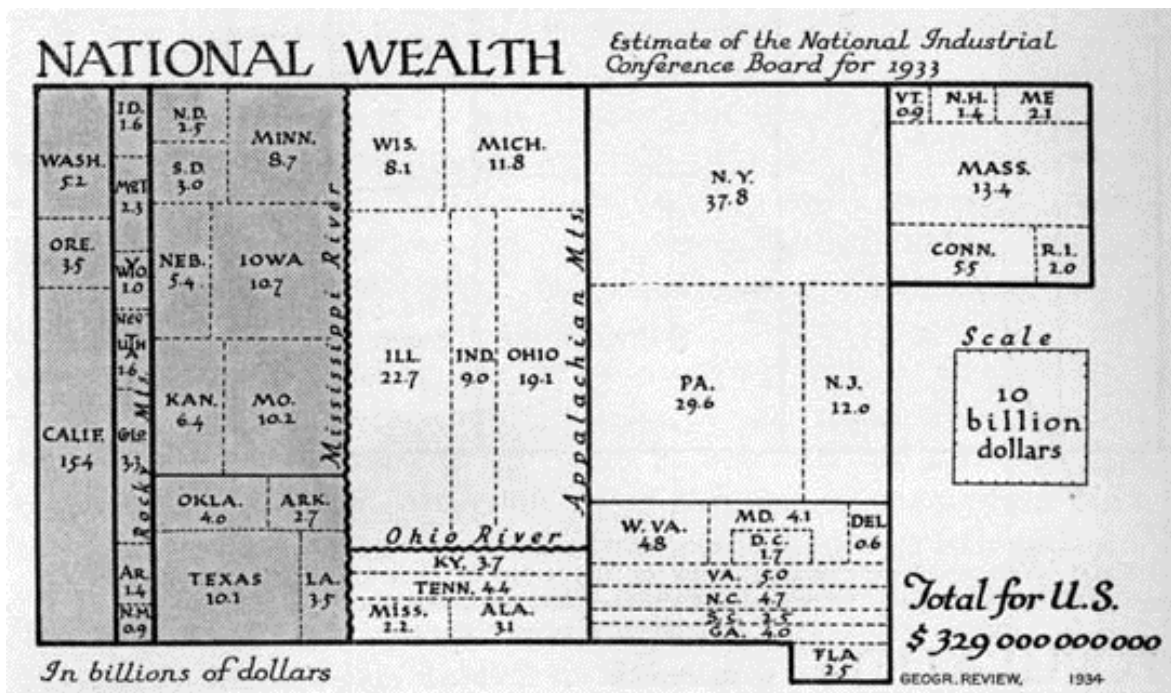 NATIONAL WEALTH
Estimate of the National Industrial
Conference Board for 1933
WASH.
5.2
ORE.
3.5
CALIF.
15.4
ID.
1.6
MNT.
2.3
WYO.
1.0
NEV
UTAH
1.6
COLO.
3.3
Rocky Mts.
AR.
1.4
N.M.
0.9
N.D.
2.5
S.D.
3.0
MINN.
8.7
NEB.
5.4
IOWA
10.7
KAN.
6.4
MO.
10.2
OKLA.
4.0
ARK.
2.7
TEXAS
10.1
LA.
3.5
Mississippi River
WIS.
8.1
MICH.
11.8
ILL.
22.7
IND.
9.0
OHIO
19.1
Appalachian Mts.
Ohio River
KY. 3.7
TENN. 4.4
MISS.
2.2
ALA.
3.1
N.Y.
37.8
PA.
29.6
N.J.
12.0
W.VA.
4.8
MD. 4.1
D.C.
1.7
DEL
0.6
VA. 5.0
N.C. 4.7
S.C. 2.5
GA. 4.0
FLA
2.5
VT.
0.9
N.H.
1.4
ME
2.1
MASS.
13.4
CONN.
5.5
R.I.
2.0
Scale
10
billion
dollars
Total for U.S.
$ 329 000 000 000
In billions of dollars
GEOGR. REVIEW, 1934